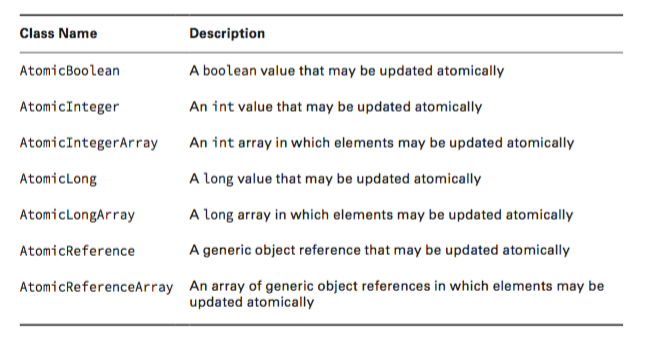 Class Name Description
AtomicBoolean A boolean value that may be updated atomically
AtomicInteger An int value that may be updated atomically
AtomicIntegerArray An int array in which elements may be updated atomically
AtomicLong A long value that may be updated atomically
AtomicLongArray A long array in which elements may be updated atomically
AtomicReference A generic object reference that may be updated atomically
AtomicReferenceArray An array of generic object references in which elements may be
updated atomically